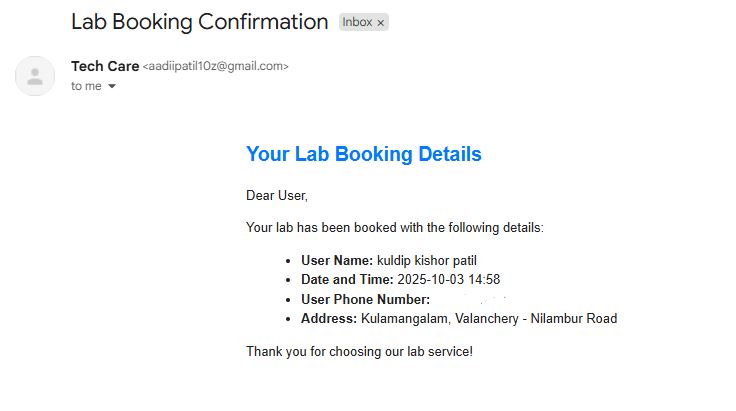 Lab Booking Confirmation Inbox ×
Tech Care <aadiipatil10z@gmail.com>
to me
Your Lab Booking Details
Dear User,
Your lab has been booked with the following details:
• User Name: kuldip kishor patil
• Date and Time: 2025-10-03 14:58
• User Phone Number:
• Address: Kulamangalam, Valanchery - Nilambur Road
Thank you for choosing our lab service!